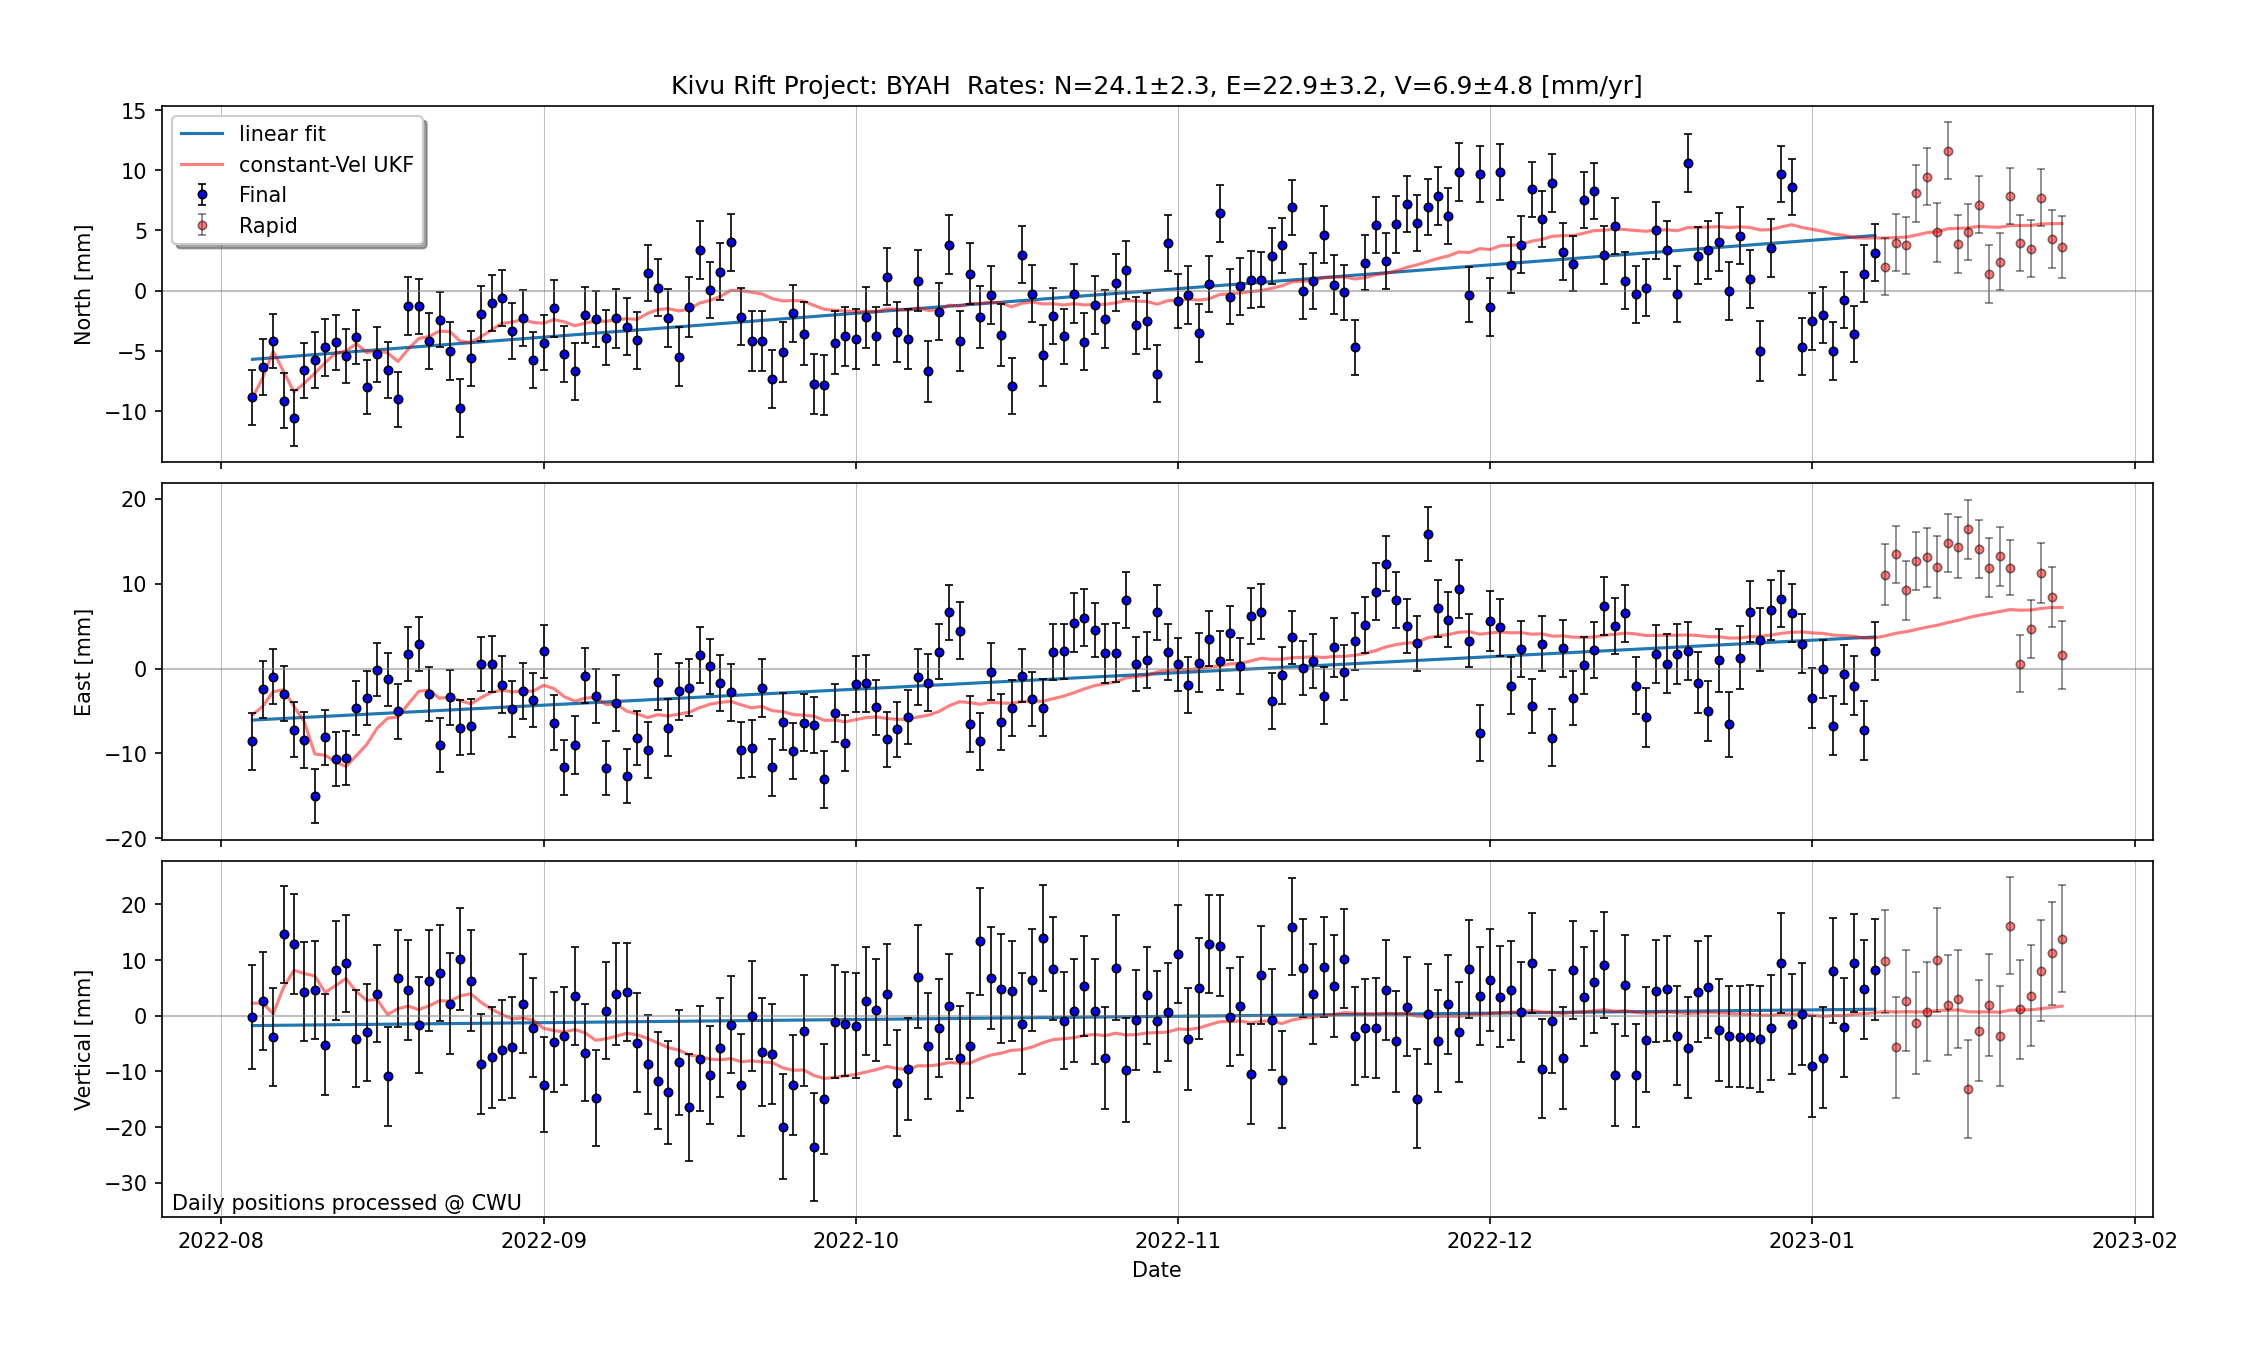 Kivu Rift Project: BYAH  Rates: N=24.1±2.3, E=22.9±3.2, V=6.9±4.8 [mm/yr]
linear fit
constant-Vel UKF
Final
Rapid
North [mm]
15
10
5
0
−5
−10
East [mm]
20
10
0
−10
−20
Vertical [mm]
20
10
0
−10
−20
−30
Daily positions processed @ CWU
2022-08 2022-09 2022-10 2022-11 2022-12 2023-01 2023-02
Date